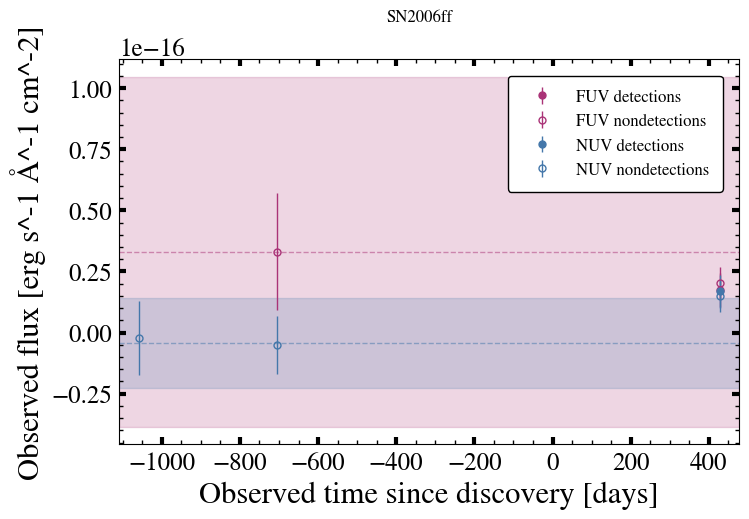 SN2006ff
1e−16
1.00
0.75
0.50
0.25
0.00
−0.25
Observed flux [erg s^-1 Å^-1 cm^-2]
FUV detections
FUV nondetections
NUV detections
NUV nondetections
−1000 −800 −600 −400 −200 0 200 400
Observed time since discovery [days]